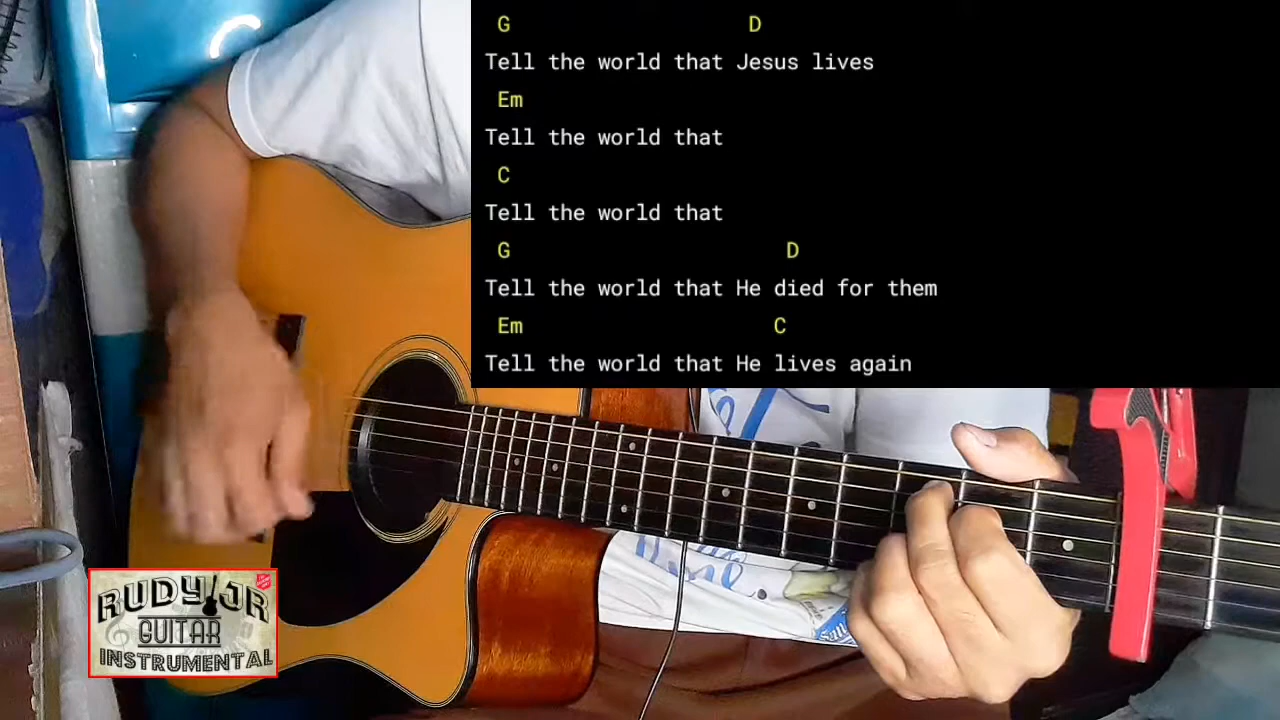 G D
Tell the world that Jesus lives
Em
Tell the world that
C
Tell the world that
G D
Tell the world that He died for them
Em C
Tell the world that He lives again
RUDY JR
GUITAR
INSTRUMENTAL